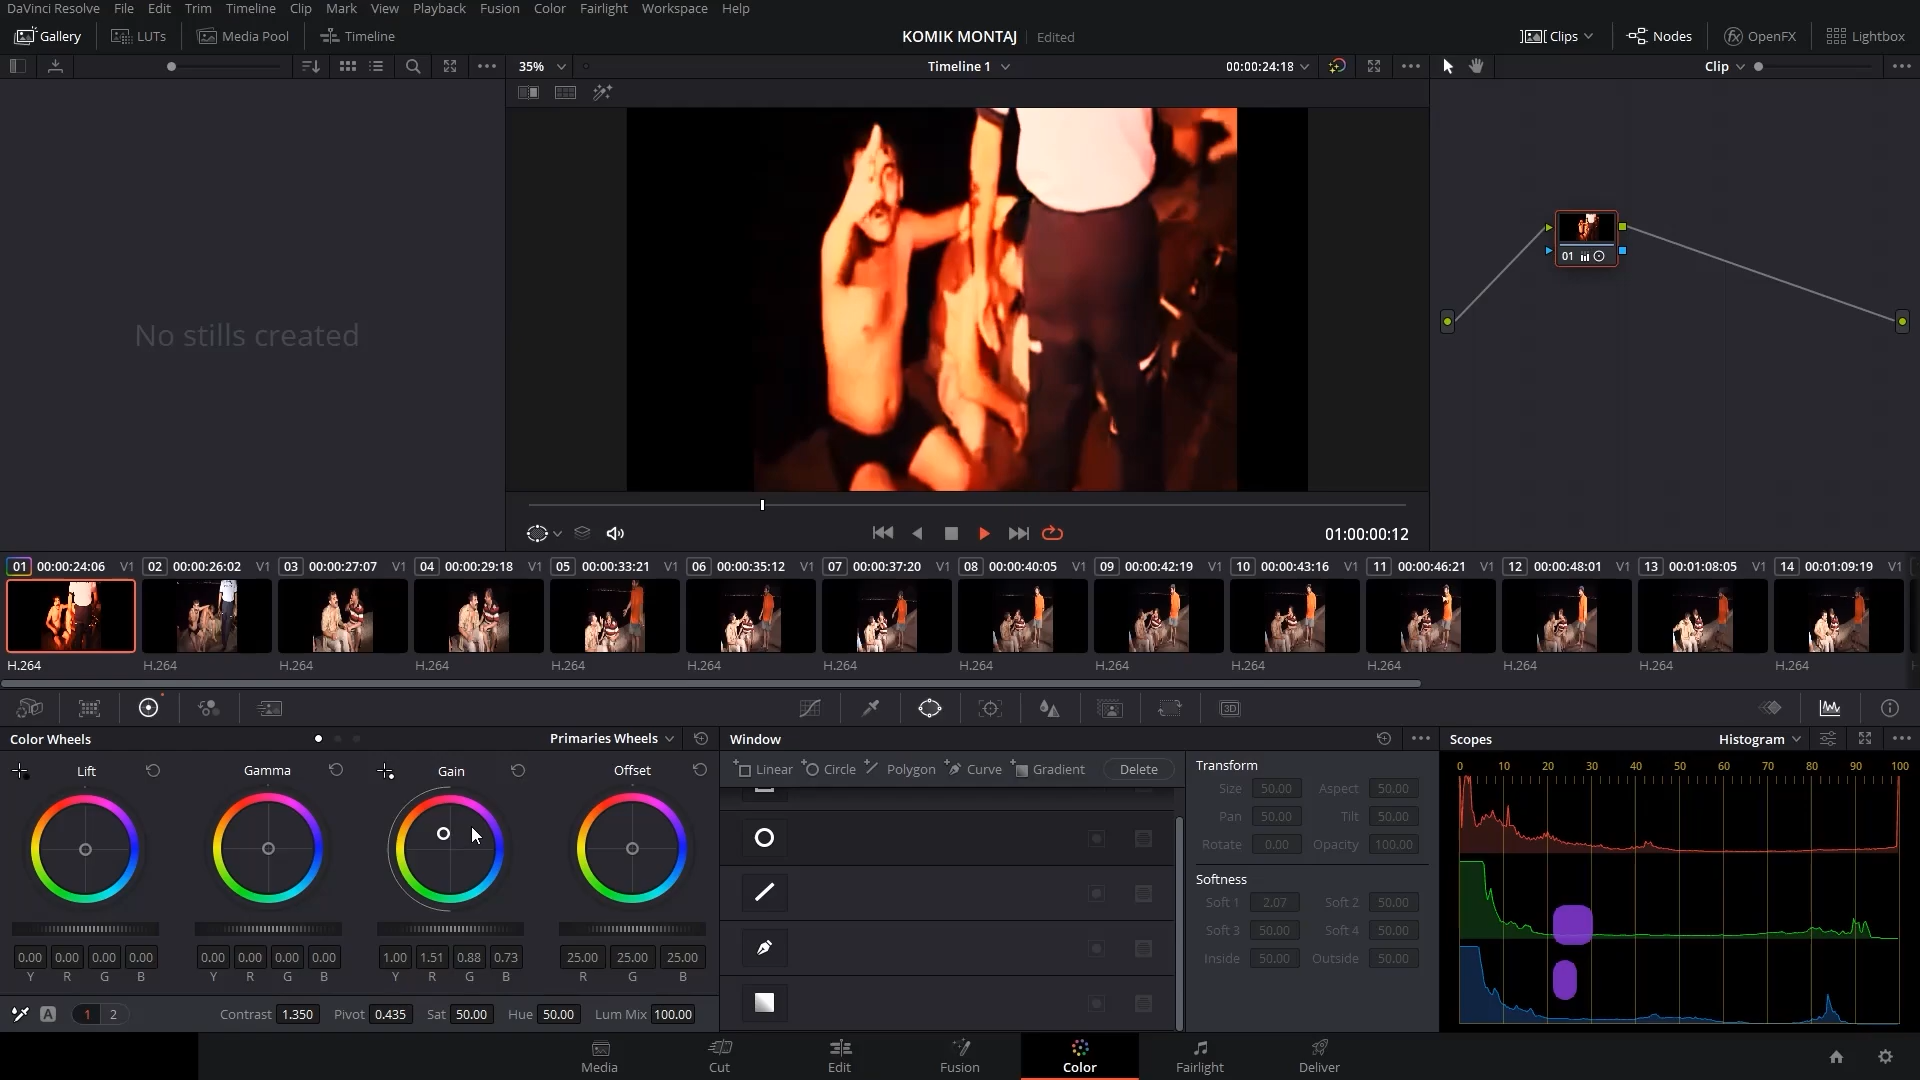 DaVinci Resolve File Edit Trim Timeline Clip Mark View Playback Fusion Color Fairlight Workspace Help
Gallery LUTs Media Pool Timeline KOMIK MONTAJ Edited Clips Nodes OpenFX Lightbox
35% Timeline 1 00:00:24:18 Clip
No stills created
01
01:00:00:12
01 00:00:24:06 V1 02 00:00:26:02 V1 03 00:00:27:07 V1 04 00:00:29:18 V1 05 00:00:33:21 V1 06 00:00:35:12 V1 07 00:00:37:20 V1 08 00:00:40:05 V1 09 00:00:42:19 V1 10 00:00:43:16 V1 11 00:00:46:21 V1 12 00:00:48:01 V1 13 00:01:08:05 V1 14 00:01:09:19 V1
H.264 H.264 H.264 H.264 H.264 H.264 H.264 H.264 H.264 H.264 H.264 H.264 H.264 H.264
3D
Color Wheels Primaries Wheels Window Scopes Histogram
Lift Gamma Gain Offset
Linear Circle Polygon Curve Gradient Delete
Transform
Size 50.00 Aspect 50.00
Pan 50.00 Tilt 50.00
Rotate 0.00 Opacity 100.00
Softness
Soft 1 2.07 Soft 2 50.00
Soft 3 50.00 Soft 4 50.00
Inside 50.00 Outside 50.00
0 10 20 30 40 50 60 70 80 90 100
0.00 0.00 0.00 0.00 0.00 0.00 0.00 0.00 1.00 1.51 0.88 0.73 25.00 25.00 25.00
Y R G B Y R G B Y R G B R G B
A 1 2 Contrast 1.350 Pivot 0.435 Sat 50.00 Hue 50.00 Lum Mix 100.00
Media Cut Edit Fusion Color Fairlight Deliver